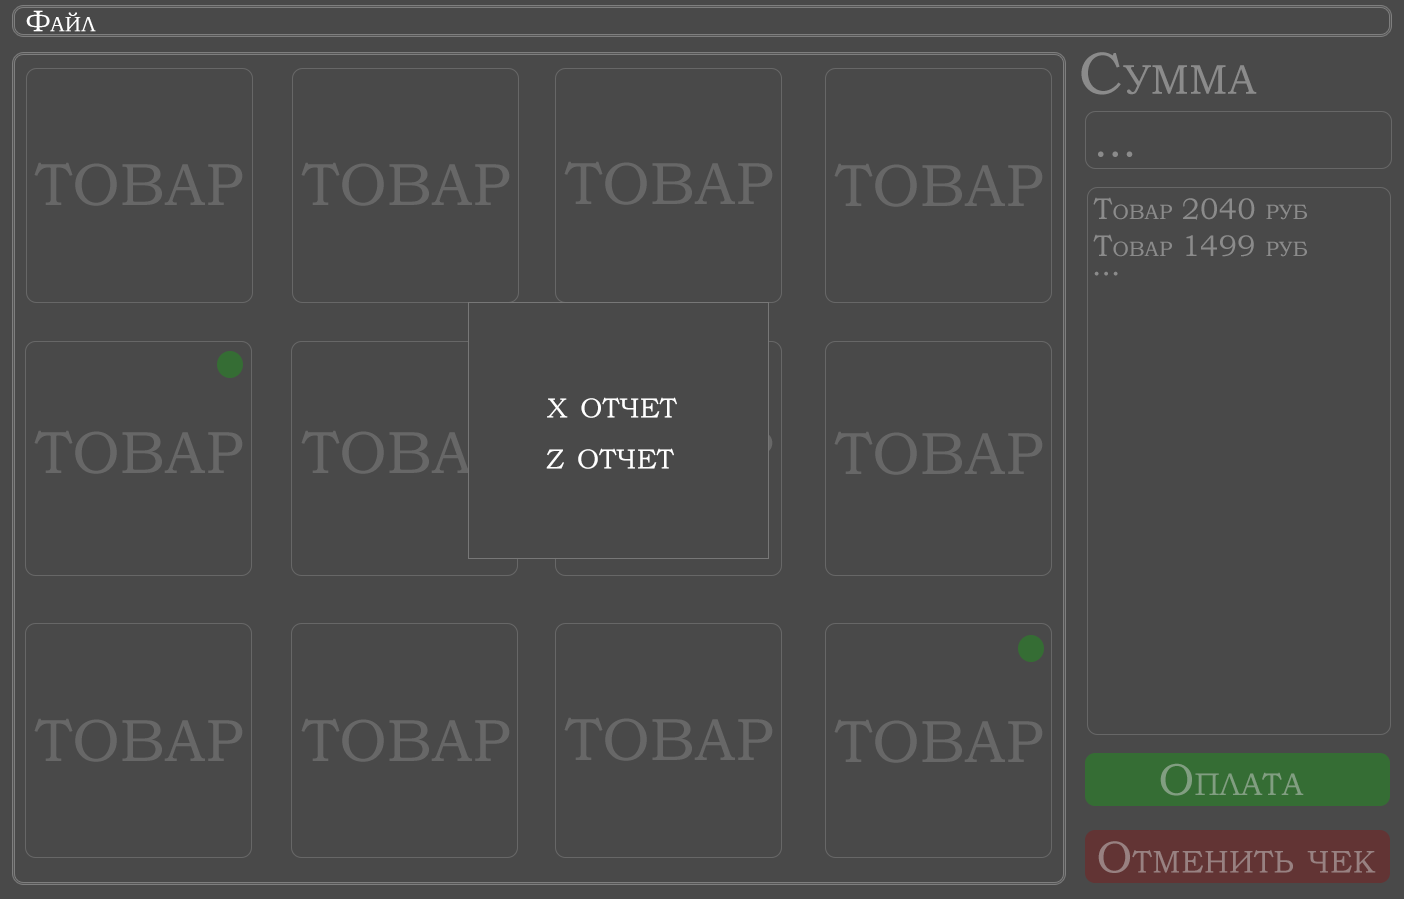 Файл
Сумма
...
ТОВАР ТОВАР ТОВАР ТОВАР
Товар 2040 руб
Товар 1499 руб
...
X ОТЧЕТ
Z ОТЧЕТ
ТОВАР ТОВА ТОВАР
ТОВАР ТОВАР ТОВАР ТОВАР
Оплата
Отменить чек